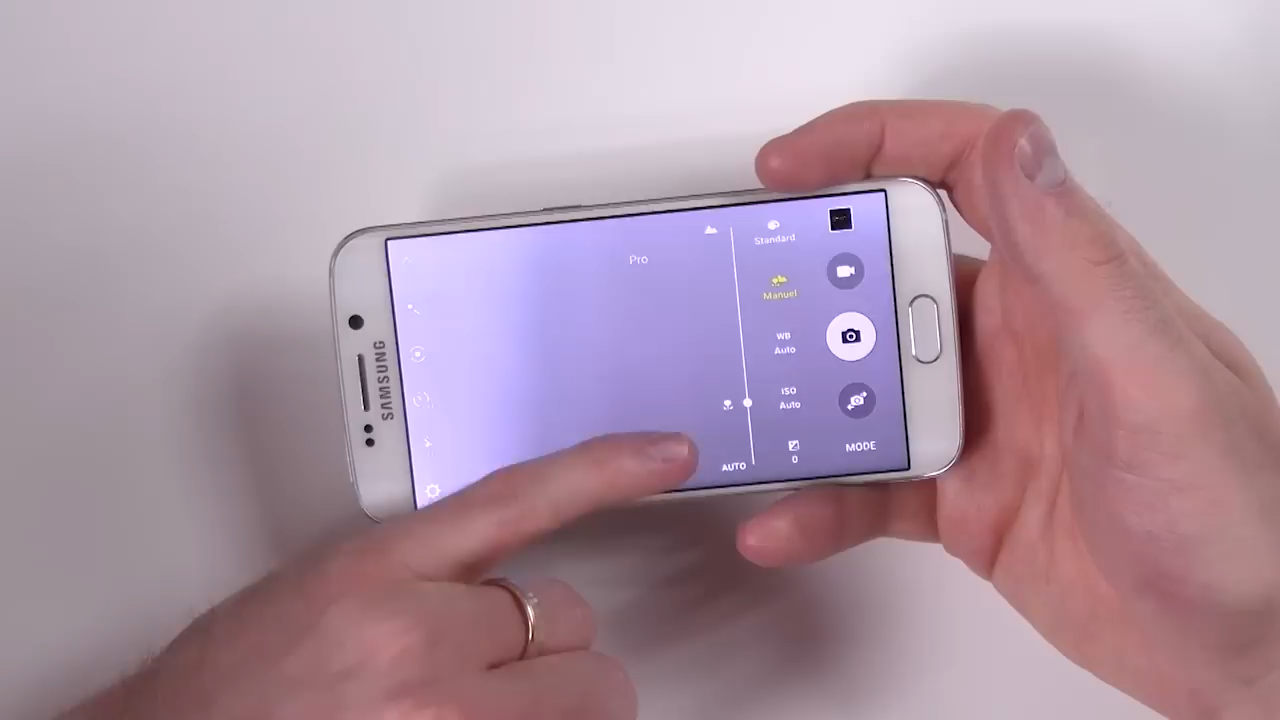 SAMSUNG
Pro
Standard
Manuel
WB
Auto
ISO
Auto
0
AUTO
MODE